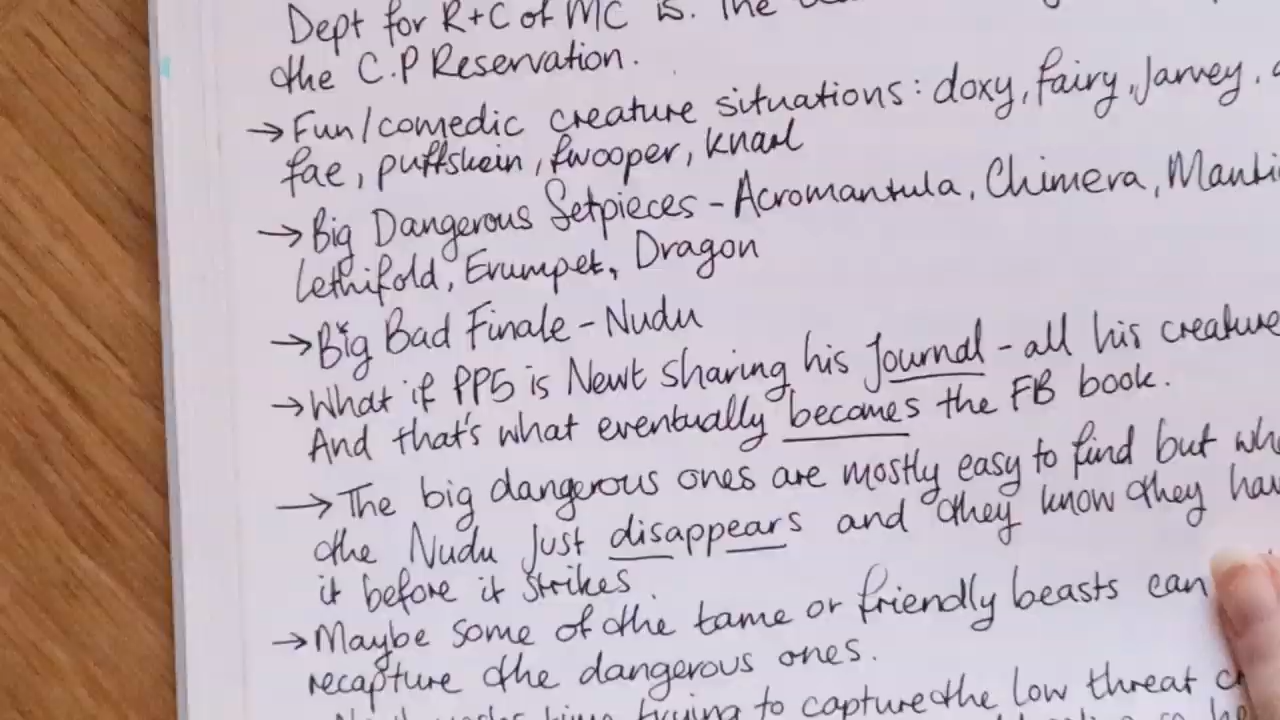 Dept for R+C of MC is. The
the C.P Reservation.
→ Fun/comedic creature situations: doxy, fairy, Jarvey,
fae, puffskein, fwooper, knarl
→ Big Dangerous Setpieces - Acromantula, Chimera,
Lethifold, Erumpet, Dragon
→ Big Bad Finale - Nudu
→ What if PP5 is Newt sharing his Journal - all his creature
And that's what eventually becomes the FB book.
→ The big dangerous ones are mostly easy to find but
the Nudu Just disappears and they know they
it before it strikes.
→ Maybe some of the tame or friendly beasts can
recapture the dangerous ones.
trying to capture the low threat